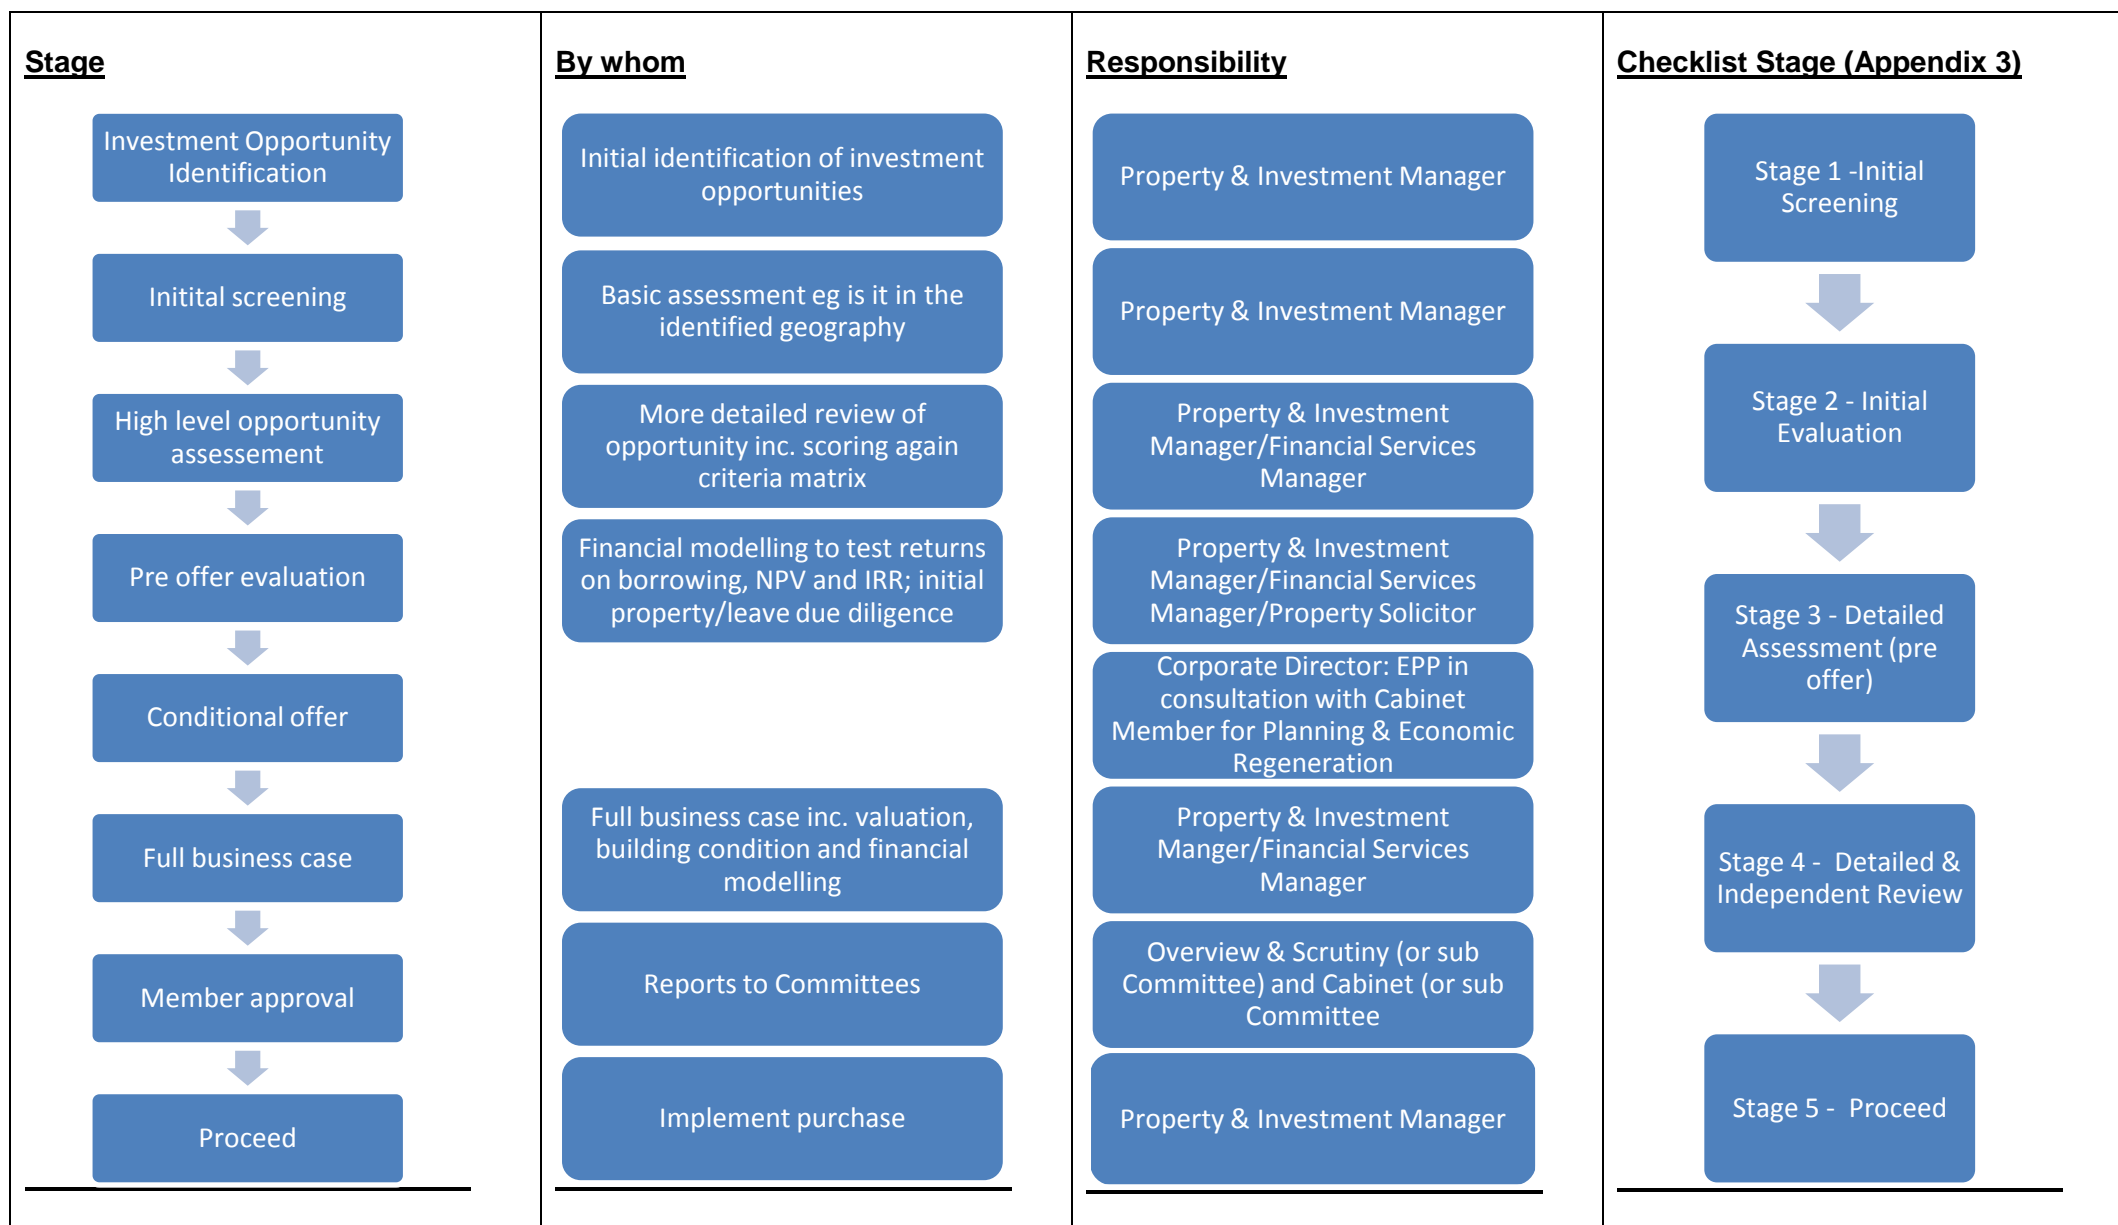 Stage
Investment Opportunity
Identification
Initital screening
High level opportunity
assessement
Pre offer evaluation
Conditional offer
Full business case
Member approval
Proceed
By whom
Initial identification of investment
opportunities
Basic assessment eg is it in the
identified geography
More detailed review of
opportunity inc. scoring again
criteria matrix
Financial modelling to test returns
on borrowing, NPV and IRR; initial
property/leave due diligence
Full business case inc. valuation,
building condition and financial
modelling
Reports to Committees
Implement purchase
Responsibility
Property & Investment Manager
Property & Investment Manager
Property & Investment
Manager/Financial Services
Manager
Property & Investment
Manager/Financial Services
Manager/Property Solicitor
Corporate Director: EPP in
consultation with Cabinet
Member for Planning & Economic
Regeneration
Property & Investment
Manger/Financial Services
Manager
Overview & Scrutiny (or sub
Committee) and Cabinet (or sub
Committee
Property & Investment Manager
Checklist Stage (Appendix 3)
Stage 1 -Initial
Screening
Stage 2 - Initial
Evaluation
Stage 3 - Detailed
Assessment (pre
offer)
Stage 4 -  Detailed &
Independent Review
Stage 5 -  Proceed